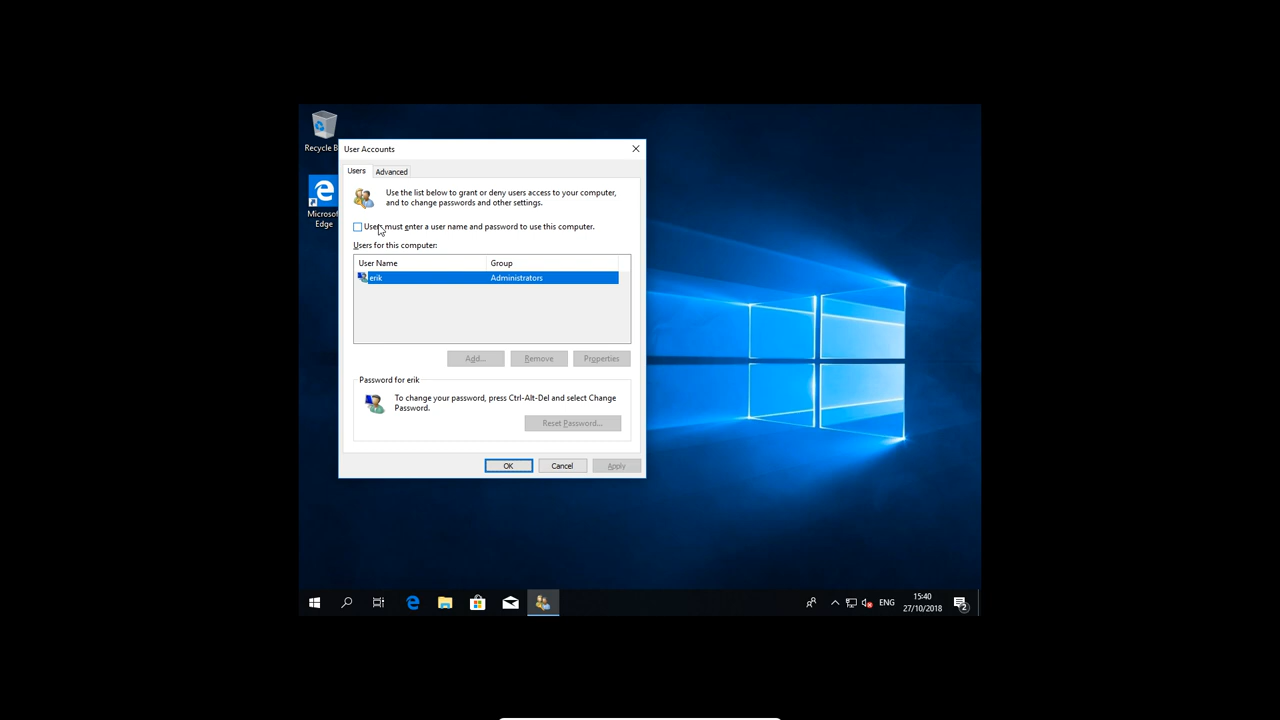 Recycle B
Microsof
Edge
User Accounts
Users
Advanced
Use the list below to grant or deny users access to your computer,
and to change passwords and other settings.
Users must enter a user name and password to use this computer.
Users for this computer:
User Name
Group
erik
Administrators
Add...
Remove
Properties
Password for erik
To change your password, press Ctrl-Alt-Del and select Change
Password.
Reset Password...
OK
Cancel
Apply
ENG
15:40
27/10/2018
2